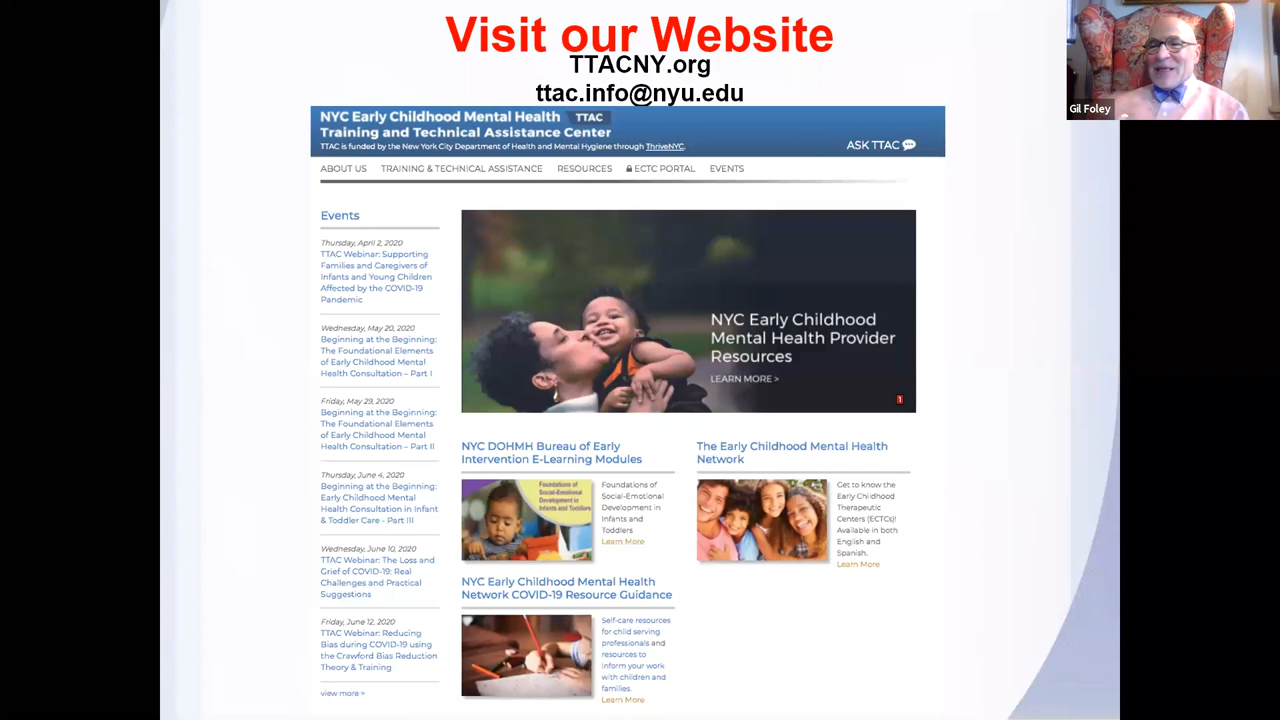 Visit our Website
TTACNY.org
ttac.info@nyu.edu
Gil Foley
NYC Early Childhood Mental Health TTAC
Training and Technical Assistance Center
TTAC is funded by the New York City Department of Health and Mental Hygiene through ThriveNYC.
ASK TTAC
ABOUT US TRAINING & TECHNICAL ASSISTANCE RESOURCES ECTC PORTAL EVENTS
Events
Thursday, April 2, 2020
TTAC Webinar: Supporting
Families and Caregivers of
Infants and Young Children
Affected by the COVID-19
Pandemic
Wednesday, May 20, 2020
Beginning at the Beginning:
The Foundational Elements
of Early Childhood Mental
Health Consultation – Part I
Friday, May 29, 2020
Beginning at the Beginning:
The Foundational Elements
of Early Childhood Mental
Health Consultation – Part II
Thursday, June 4, 2020
Beginning at the Beginning:
Early Childhood Mental
Health Consultation in Infant
& Toddler Care - Part III
Wednesday, June 10, 2020
TTAC Webinar: The Loss and
Grief of COVID-19: Real
Challenges and Practical
Suggestions
Friday, June 12, 2020
TTAC Webinar: Reducing
Bias during COVID-19 using
the Crawford Bias Reduction
Theory & Training
view more »
NYC Early Childhood
Mental Health Provider
Resources
LEARN MORE >
1
NYC DOHMH Bureau of Early
Intervention E-Learning Modules
Foundations of
Social-Emotional
Development in
Infants and Toddlers
Foundations of
Social-Emotional
Development in
Infants and
Toddlers
Learn More
The Early Childhood Mental Health
Network
Get to know the
Early Childhood
Therapeutic
Centers (ECTCs)!
Available in both
English and
Spanish.
Learn More
NYC Early Childhood Mental Health
Network COVID-19 Resource Guidance
Self-care resources
for child serving
professionals and
resources to
inform your work
with children and
families.
Learn More